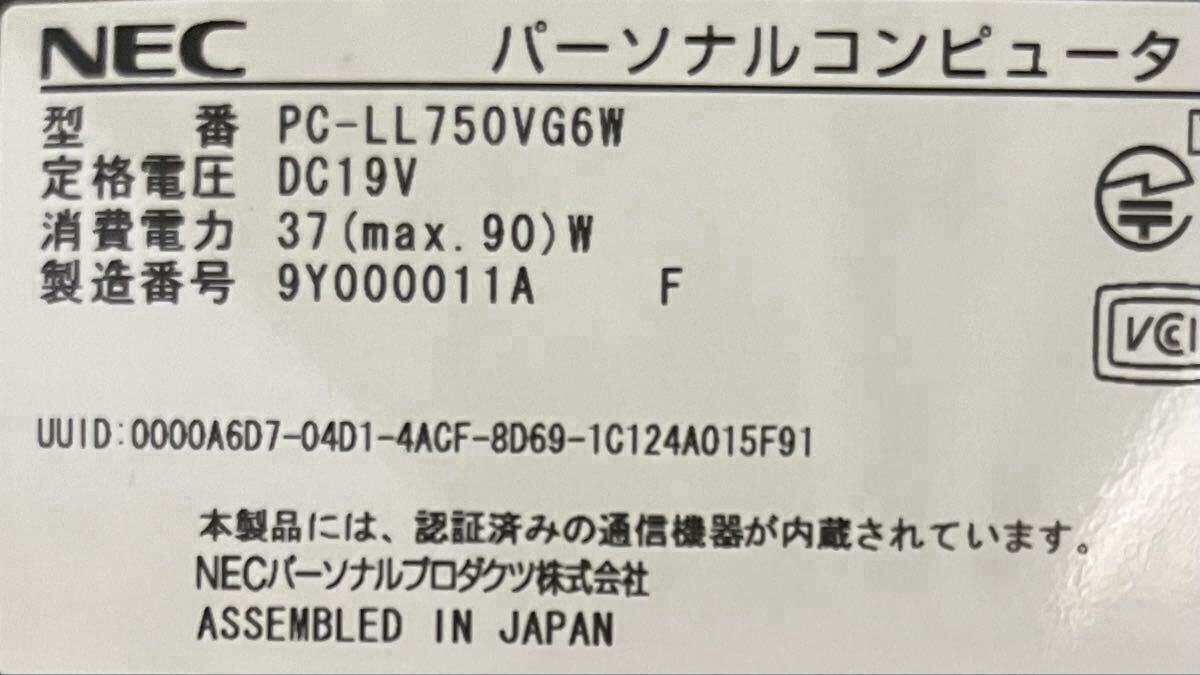 NEC パーソナルコンピュータ
型 番 PC-LL750VG6W
定格電圧 DC19V
消費電力 37(max.90)W
製造番号 9Y000011A F
VCCI
UUID:0000A6D7-04D1-4ACF-8D69-1C124A015F91
本製品には、認証済みの通信機器が内蔵されています。
NECパーソナルプロダクツ株式会社
ASSEMBLED IN JAPAN